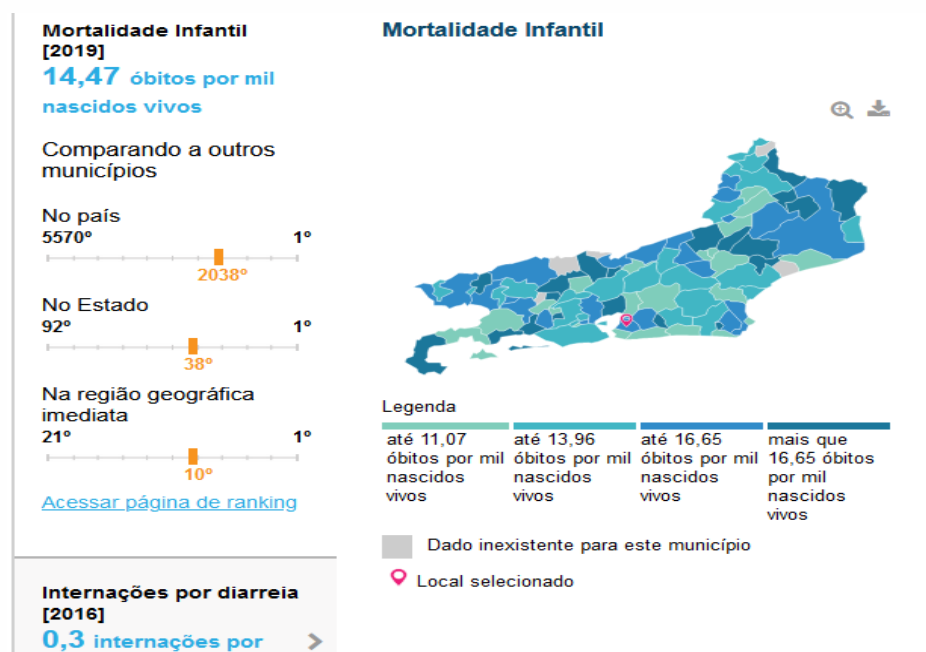 Mortalidade Infantil
[2019]
14,47 óbitos por mil
nascidos vivos
Comparando a outros
municípios
No país
5570º 1º
2038º
No Estado
92º 1º
38º
Na região geográfica
imediata
21º 1º
10º
Acessar página de ranking
Internações por diarreia
[2016]
0,3 internações por
Mortalidade Infantil
Legenda
até 11,07
óbitos por mil
nascidos
vivos
até 13,96
óbitos por mil
nascidos
vivos
até 16,65
óbitos por mil
nascidos
vivos
mais que
16,65 óbitos
por mil
nascidos
vivos
Dado inexistente para este município
Local selecionado